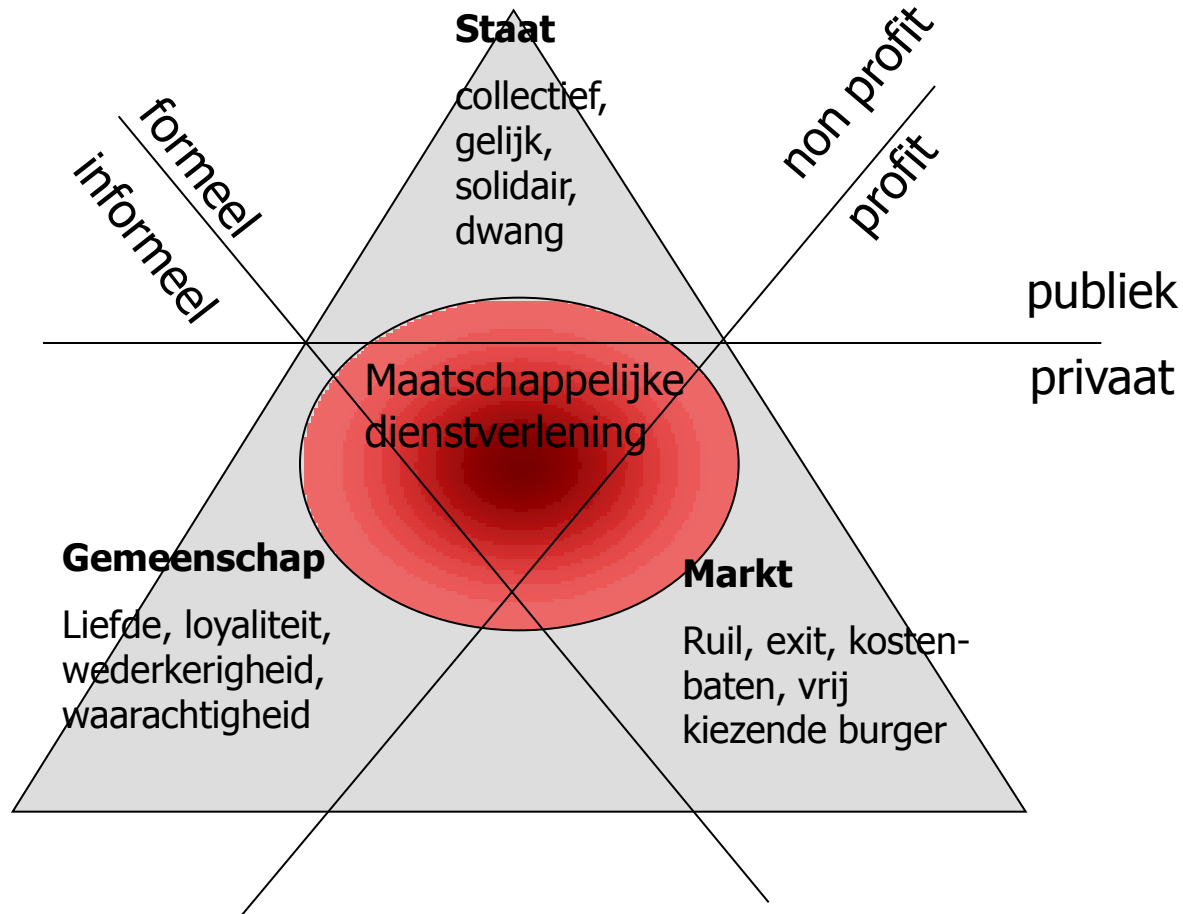 Staat
collectief,
gelijk,
solidair,
dwang
formeel
informeel
non profit
profit
publiek
privaat
Maatschappelijke
dienstverlening
Gemeenschap
Liefde, loyaliteit,
wederkerigheid,
waarachtigheid
Markt
Ruil, exit, kosten-
baten, vrij
kiezende burger